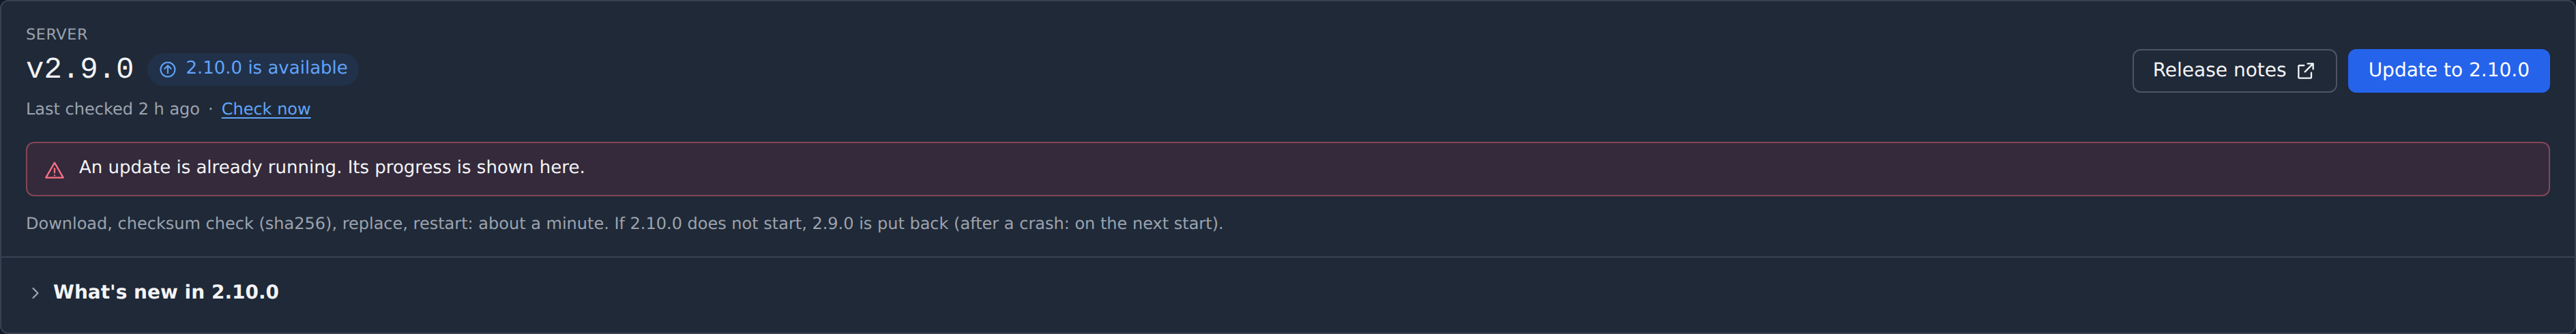 SERVER
v2.9.0 2.10.0 is available
Release notes Update to 2.10.0
Last checked 2 h ago · Check now
An update is already running. Its progress is shown here.
Download, checksum check (sha256), replace, restart: about a minute. If 2.10.0 does not start, 2.9.0 is put back (after a crash: on the next start).
What's new in 2.10.0